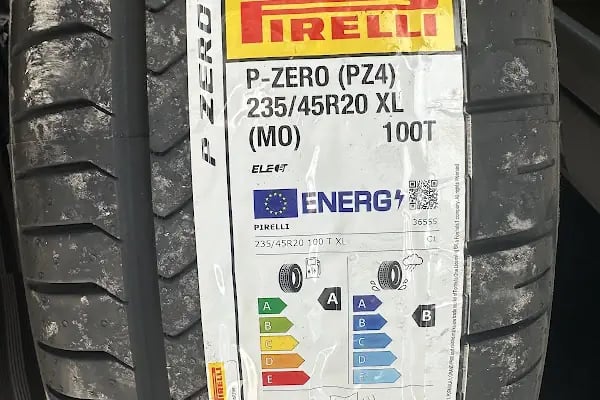 PIRELLI
P ZERO
P-ZERO (PZ4)
235/45R20 XL
(MO) 100T
ELECT
ENERG
PIRELLI 36555
235/45R20 100 T XL C1
A
B
C
D
E
A
A
B
C
D
E
B
PIRELLI